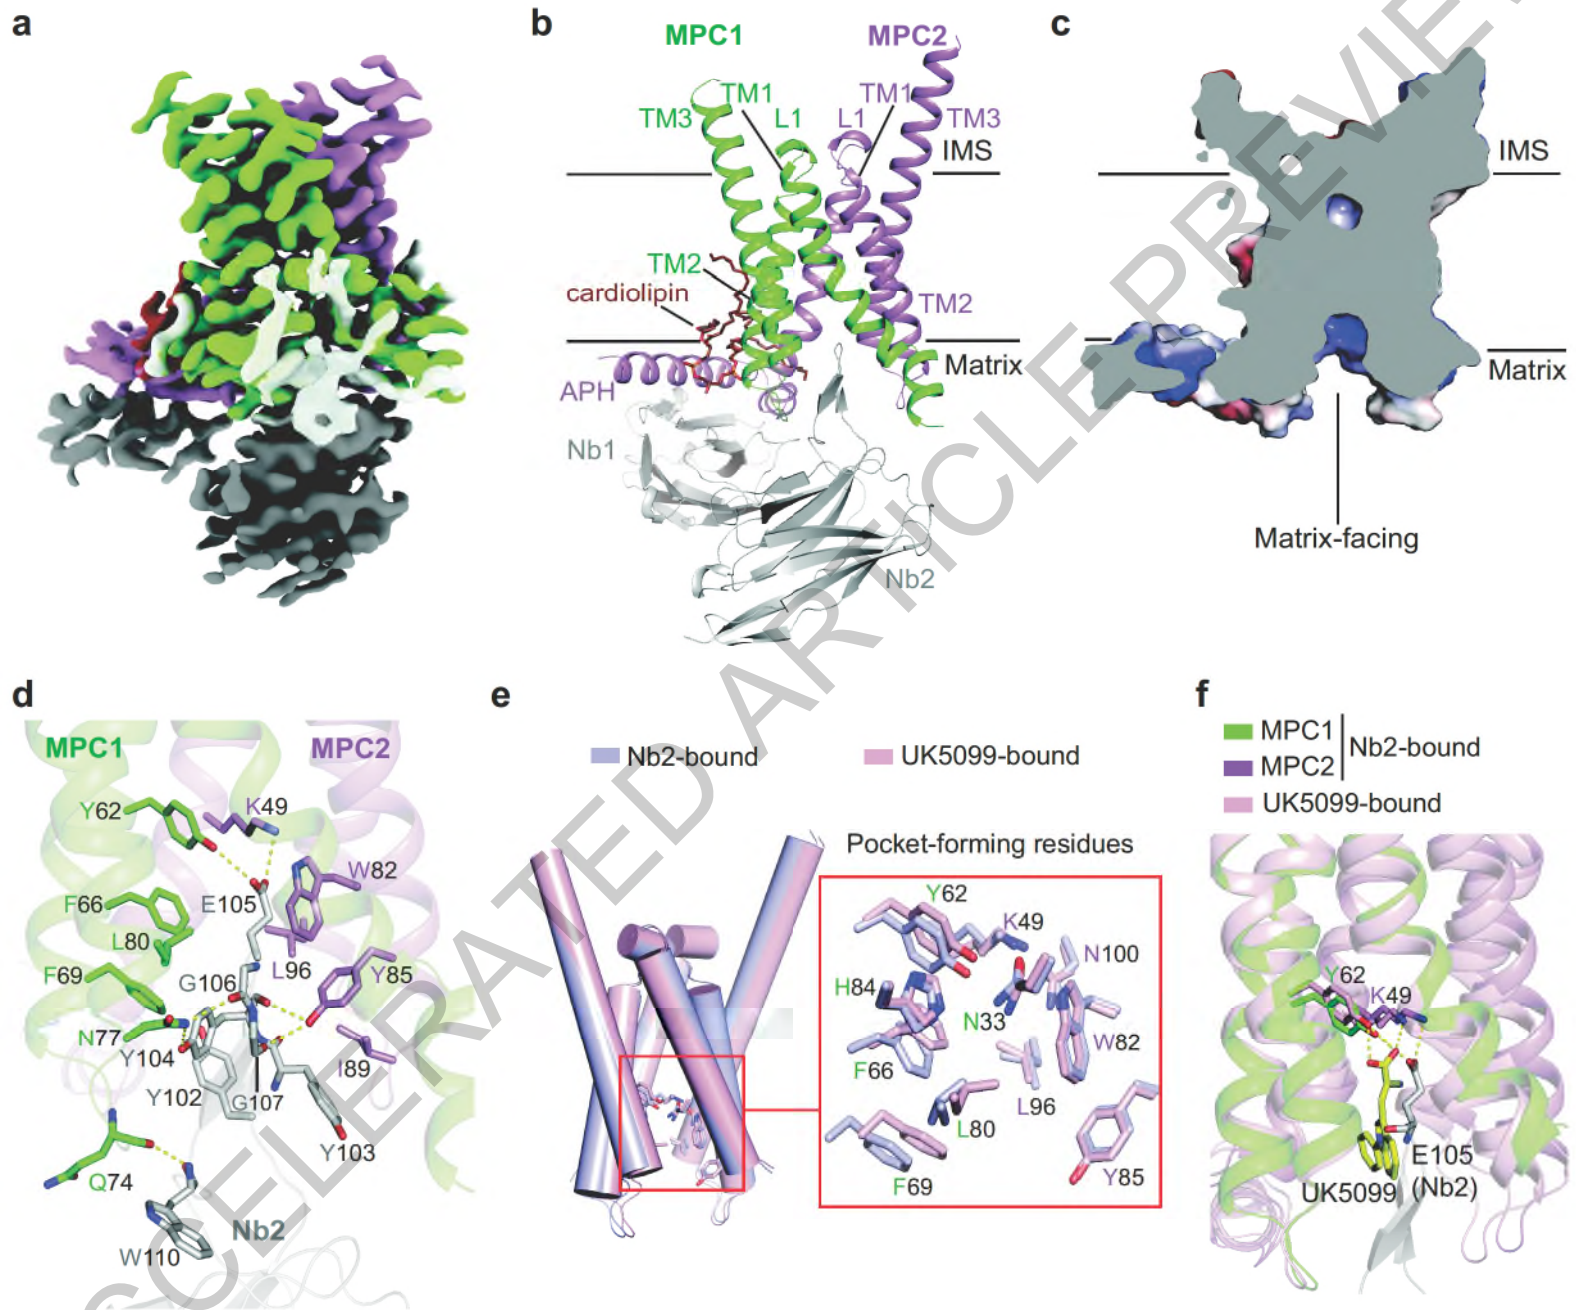 a
b
c
MPC1
MPC2
TM1
TM1
TM3
L1
L1
TM3
IMS
IMS
TM2
cardiolipin
TM2
Matrix
Matrix
APH
Nb1
Nb2
Matrix-facing
d
e
f
MPC1
MPC2
Y62
K49
W82
F66
E105
L80
F69
L96
Y85
G106
N77
Y104
I89
Y102
G107
Y103
Q74
Nb2
W110
Nb2-bound
UK5099-bound
Pocket-forming residues
Y62
K49
N100
H84
N33
W82
F66
L96
L80
Y85
F69
MPC1
Nb2-bound
MPC2
UK5099-bound
Y62
K49
E105
UK5099
(Nb2)
CCELERATED ARTICLE PREVIEW